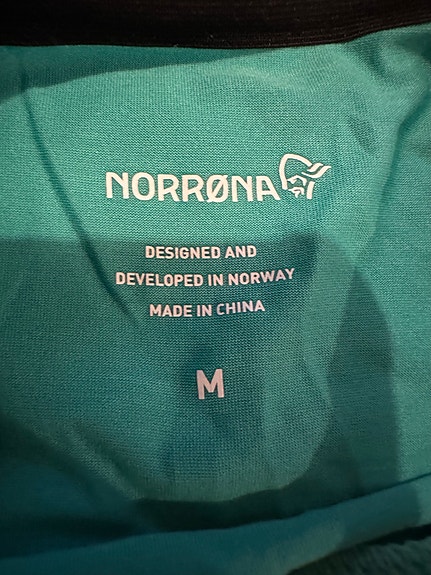 NORRØNA
DESIGNED AND
DEVELOPED IN NORWAY
MADE IN CHINA
M